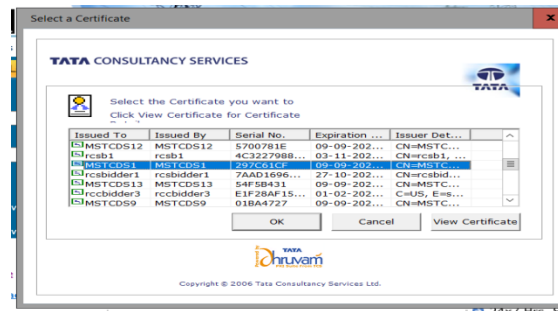 Select a Certificate
x
TATA CONSULTANCY SERVICES
TATA
Select the Certificate you want to
Click View Certificate for Certificate
Issued To Issued By Serial No. Expiration ... Issuer Det...
MSTCDS12 MSTCDS12 5700781E 09-09-202... CN=MSTC...
rcsb1 rcsb1 4C3227988... 03-11-202... CN=rcsb1, ...
MSTCDS1 MSTCDS1 297C61CF 09-09-202... CN=MSTC...
rcsbidder1 rcsbidder1 7AAD1696... 27-10-202... CN=rcsbid...
MSTCDS13 MSTCDS13 54F5B431 09-09-202... CN=MSTC...
rccbidder3 rccbidder3 E1F28AF15... 01-02-202... C=US, E=s...
MSTCDS9 MSTCDS9 01BA4727 09-09-202... CN=MSTC...
OK Cancel View Certificate
TATA
Dhruvam
Copyright © 2006 Tata Consultancy Services Ltd.